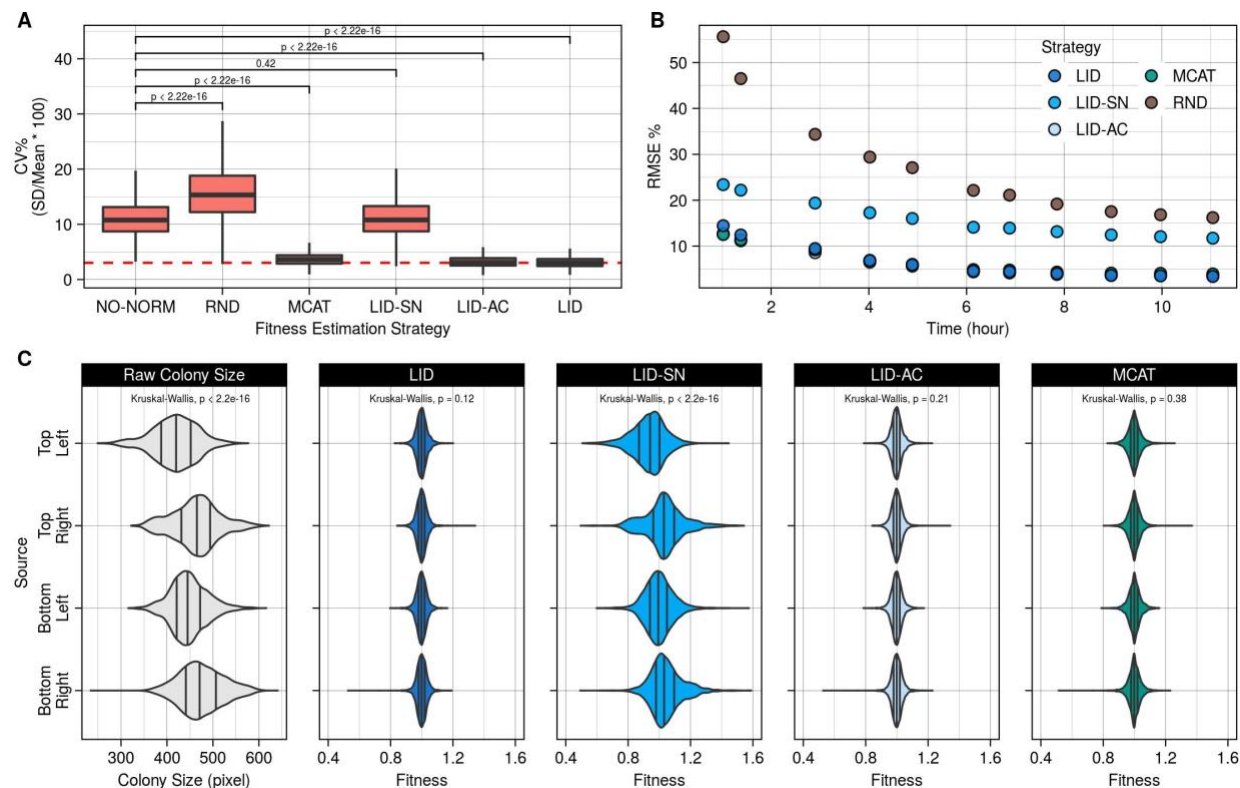 A
CV%
(SD/Mean * 100)
40
30
20
10
0
p < 2.22e-16
p < 2.22e-16
0.42
p < 2.22e-16
p < 2.22e-16
NO-NORM RND MCAT LID-SN LID-AC LID
Fitness Estimation Strategy
B
RMSE %
50
40
30
20
10
Strategy
LID MCAT
LID-SN RND
LID-AC
2 4 6 8 10
Time (hour)
C
Raw Colony Size LID LID-SN LID-AC MCAT
Kruskal-Wallis, p < 2.2e-16 Kruskal-Wallis, p = 0.12 Kruskal-Wallis, p < 2.2e-16 Kruskal-Wallis, p = 0.21 Kruskal-Wallis, p = 0.38
Source
Top
Left
Top
Right
Bottom
Left
Bottom
Right
300 400 500 600 0.4 0.8 1.2 1.6 0.4 0.8 1.2 1.6 0.4 0.8 1.2 1.6 0.4 0.8 1.2 1.6
Colony Size (pixel) Fitness Fitness Fitness Fitness